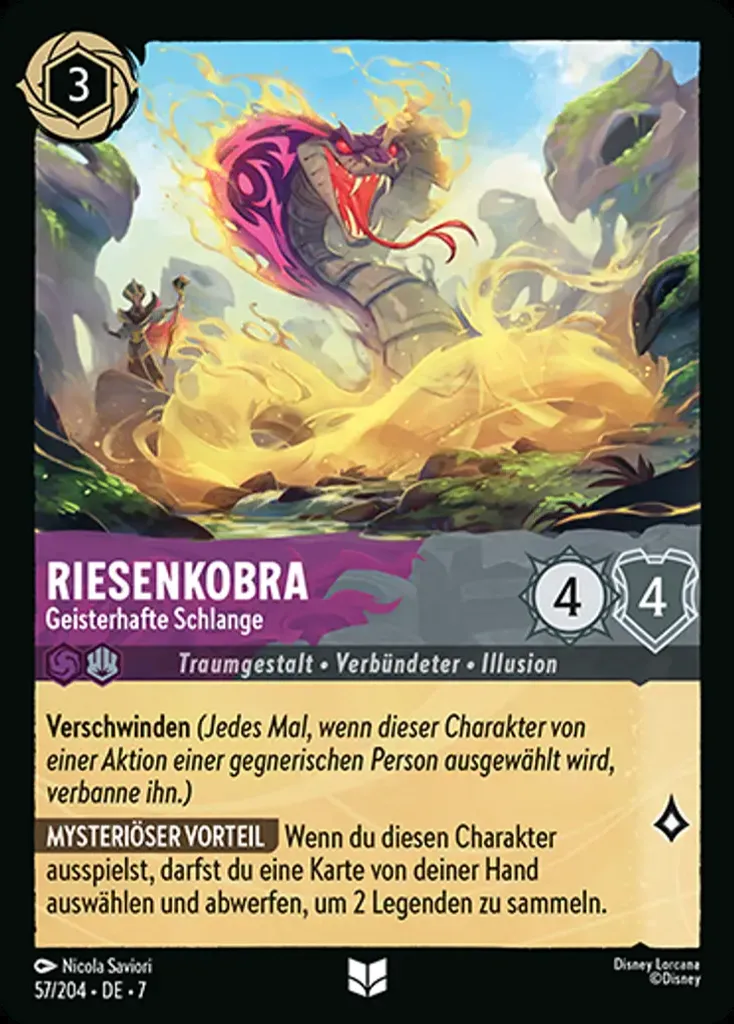 3
RIESENKOBRA
Geisterhafte Schlange
4
4
Traumgestalt • Verbündeter • Illusion
Verschwinden (Jedes Mal, wenn dieser Charakter von
einer Aktion einer gegnerischen Person ausgewählt wird,
verbanne ihn.)
MYSTERIÖSER VORTEIL Wenn du diesen Charakter
ausspielst, darfst du eine Karte von deiner Hand
auswählen und abwerfen, um 2 Legenden zu sammeln.
Nicola Saviori
57/204 • DE • 7
Disney Lorcana
©Disney